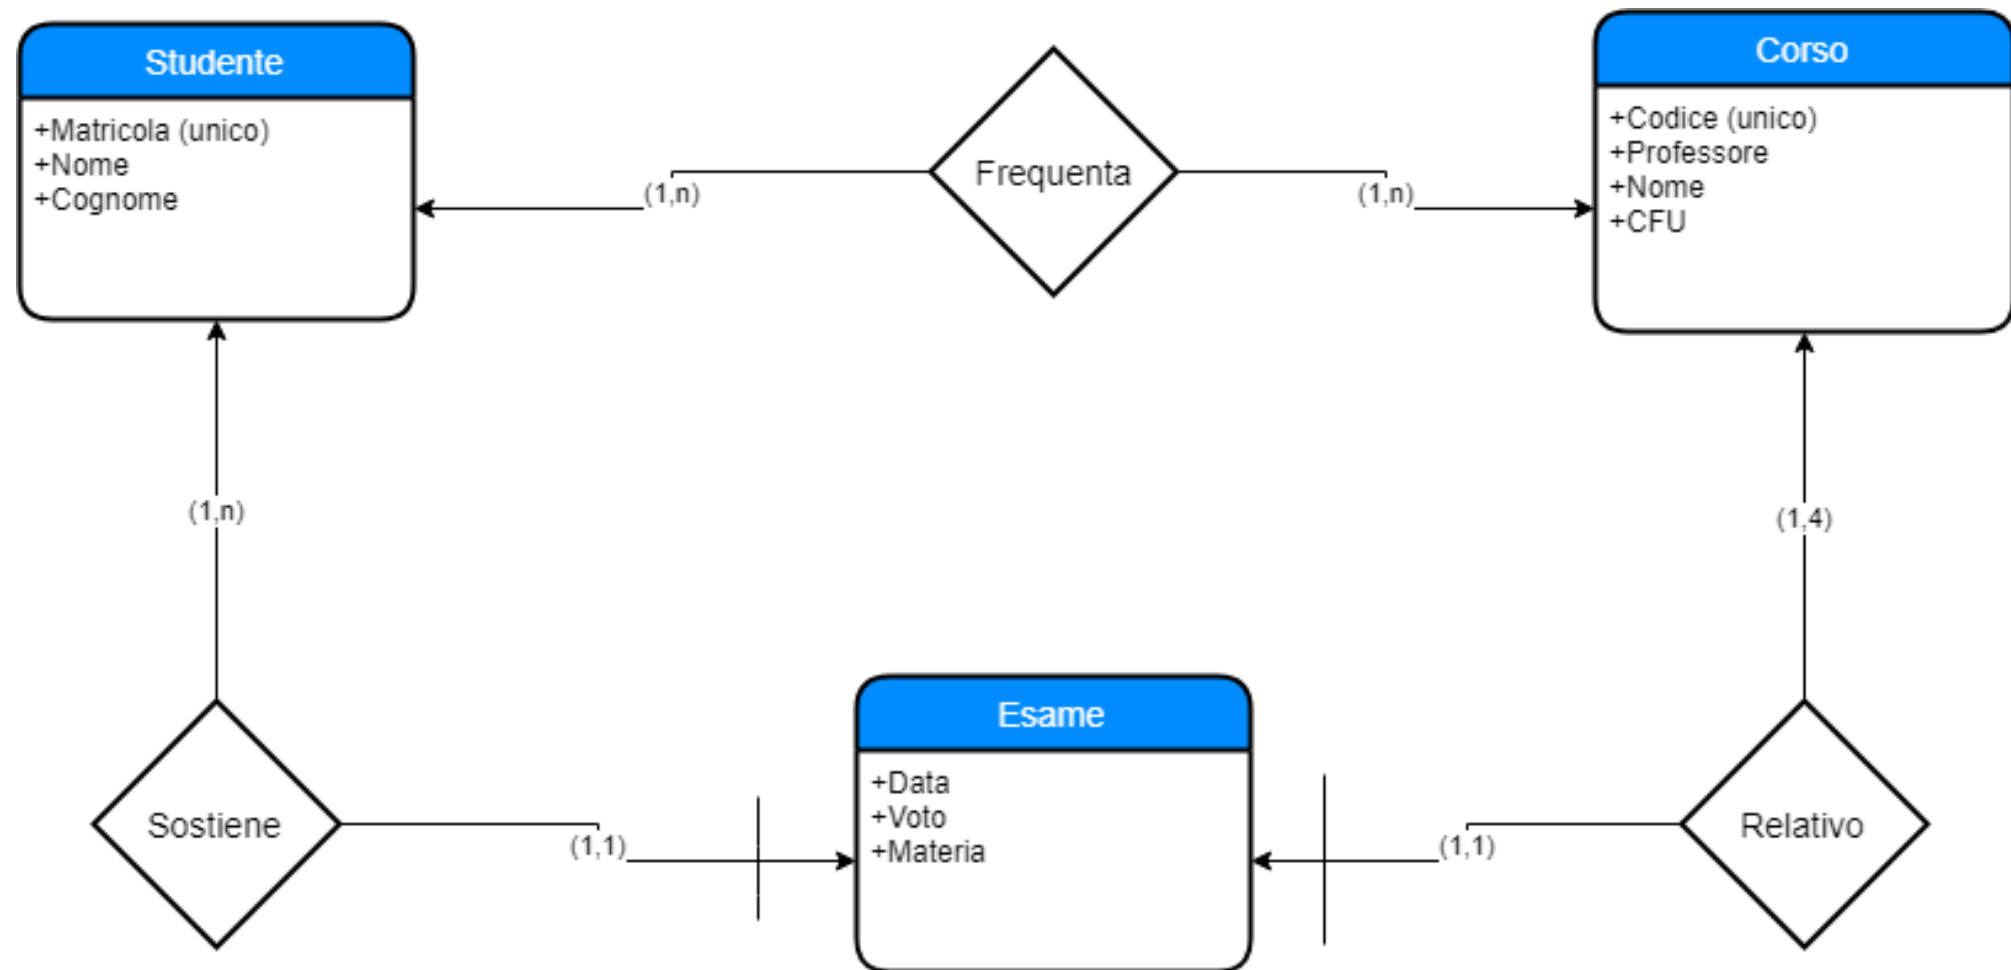 Studente
+Matricola (unico)
+Nome
+Cognome
Frequenta
(1,n)
(1,n)
Corso
+Codice (unico)
+Professore
+Nome
+CFU
(1,n)
(1,4)
Sostiene
(1,1)
Esame
+Data
+Voto
+Materia
(1,1)
Relativo